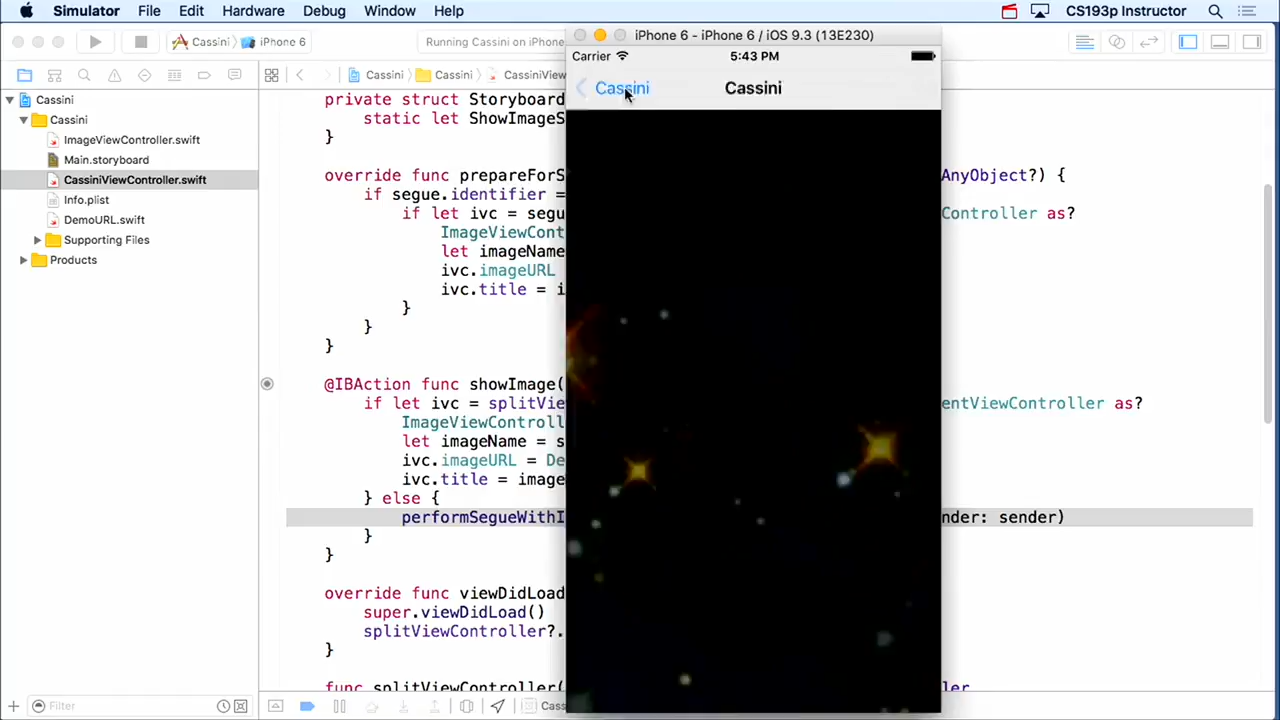 Simulator File Edit Hardware Debug Window Help CS193p Instructor
iPhone 6 - iPhone 6 / iOS 9.3 (13E230)
Cassini iPhone 6 Running Cassini on iPhone
Carrier 5:43 PM
Cassini Cassini
Cassini Cassini CassiniView
Cassini
Cassini
ImageViewController.swift
Main.storyboard
CassiniViewController.swift
Info.plist
DemoURL.swift
Supporting Files
Products
private struct Storyboard
static let ShowImageS
}
override func prepareForS AnyObject?) {
if segue.identifier =
if let ivc = segu Controller as?
ImageViewCont
let imageName
ivc.imageURL
ivc.title = i
}
}
}
@IBAction func showImage(
if let ivc = splitVie entViewController as?
ImageViewControll
let imageName = s
ivc.imageURL = De
ivc.title = image
} else {
performSegueWithI nder: sender)
}
}
override func viewDidLoad
super.viewDidLoad()
splitViewController?.
}
func splitViewController( ler
Filter Cass